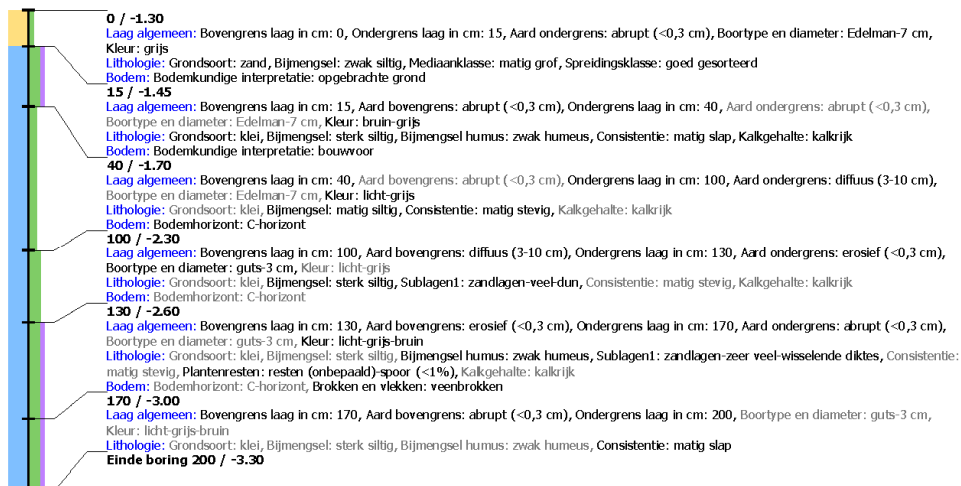 0 / -1.30
Laag algemeen: Bovengrens laag in cm: 0, Ondergrens laag in cm: 15, Aard ondergrens: abrupt (<0,3 cm), Boortype en diameter: Edelman-7 cm,
Kleur: grijs
Lithologie: Grondsoort: zand, Bijmengsel: zwak siltig, Mediaanklasse: matig grof, Spreidingsklasse: goed gesorteerd
Bodem: Bodemkundige interpretatie: opgebrachte grond
15 / -1.45
Laag algemeen: Bovengrens laag in cm: 15, Aard bovengrens: abrupt (<0,3 cm), Ondergrens laag in cm: 40, Aard ondergrens: abrupt (<0,3 cm),
Boortype en diameter: Edelman-7 cm, Kleur: bruin-grijs
Lithologie: Grondsoort: klei, Bijmengsel: sterk siltig, Bijmengsel humus: zwak humeus, Consistentie: matig slap, Kalkgehalte: kalkrijk
Bodem: Bodemkundige interpretatie: bouwvoor
40 / -1.70
Laag algemeen: Bovengrens laag in cm: 40, Aard bovengrens: abrupt (<0,3 cm), Ondergrens laag in cm: 100, Aard ondergrens: diffuus (3-10 cm),
Boortype en diameter: Edelman-7 cm, Kleur: licht-grijs
Lithologie: Grondsoort: klei, Bijmengsel: matig siltig, Consistentie: matig stevig, Kalkgehalte: kalkrijk
Bodem: Bodemhorizont: C-horizont
100 / -2.30
Laag algemeen: Bovengrens laag in cm: 100, Aard bovengrens: diffuus (3-10 cm), Ondergrens laag in cm: 130, Aard ondergrens: erosief (<0,3 cm),
Boortype en diameter: guts-3 cm, Kleur: licht-grijs
Lithologie: Grondsoort: klei, Bijmengsel: sterk siltig, Sublagen1: zandlagen-veel-dun, Consistentie: matig stevig, Kalkgehalte: kalkrijk
Bodem: Bodemhorizont: C-horizont
130 / -2.60
Laag algemeen: Bovengrens laag in cm: 130, Aard bovengrens: erosief (<0,3 cm), Ondergrens laag in cm: 170, Aard ondergrens: abrupt (<0,3 cm),
Boortype en diameter: guts-3 cm, Kleur: licht-grijs-bruin
Lithologie: Grondsoort: klei, Bijmengsel: sterk siltig, Bijmengsel humus: zwak humeus, Sublagen1: zandlagen-zeer veel-wisselende diktes, Consistentie:
matig stevig, Plantenresten: resten (onbepaald)-spoor (<1%), Kalkgehalte: kalkrijk
Bodem: Bodemhorizont: C-horizont, Brokken en vlekken: veenbrokken
170 / -3.00
Laag algemeen: Bovengrens laag in cm: 170, Aard bovengrens: abrupt (<0,3 cm), Ondergrens laag in cm: 200, Boortype en diameter: guts-3 cm,
Kleur: licht-grijs-bruin
Lithologie: Grondsoort: klei, Bijmengsel: sterk siltig, Bijmengsel humus: zwak humeus, Consistentie: matig slap
Einde boring 200 / -3.30